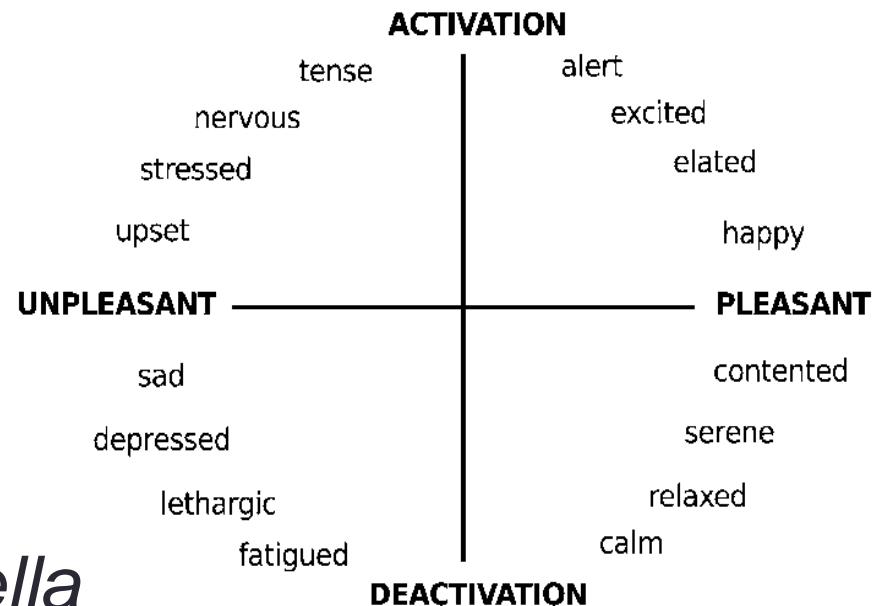 ACTIVATION
tense alert
nervous excited
stressed elated
upset happy
UNPLEASANT PLEASANT
sad contented
depressed serene
lethargic relaxed
fatigued calm
ella
DEACTIVATION